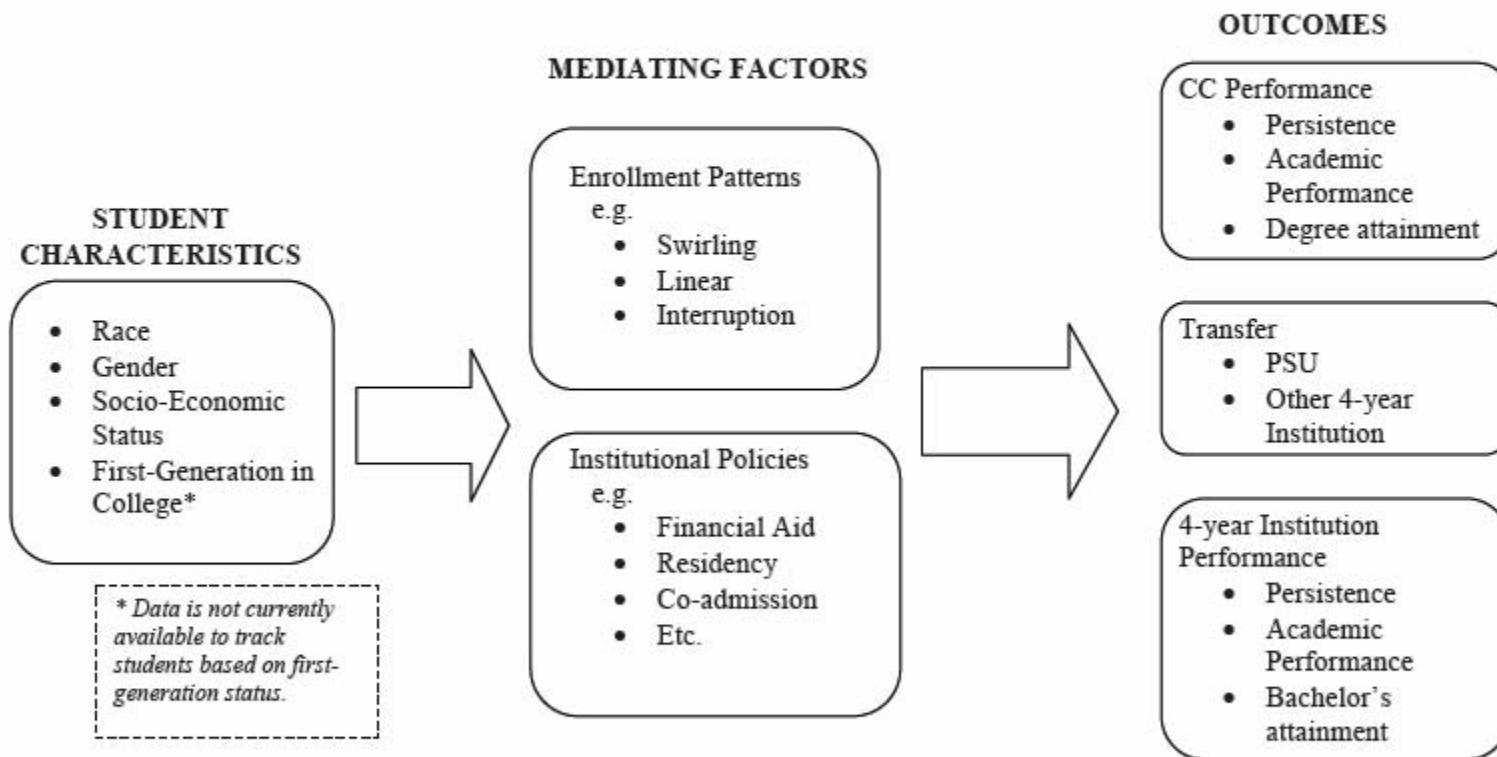 STUDENT
CHARACTERISTICS
• Race
• Gender
• Socio-Economic
Status
• First-Generation in
College*
* Data is not currently
available to track
students based on first-
generation status.
MEDIATING FACTORS
Enrollment Patterns
e.g.
• Swirling
• Linear
• Interruption
Institutional Policies
e.g.
• Financial Aid
• Residency
• Co-admission
• Etc.
OUTCOMES
CC Performance
• Persistence
• Academic
Performance
• Degree attainment
Transfer
• PSU
• Other 4-year
Institution
4-year Institution
Performance
• Persistence
• Academic
Performance
• Bachelor's
attainment